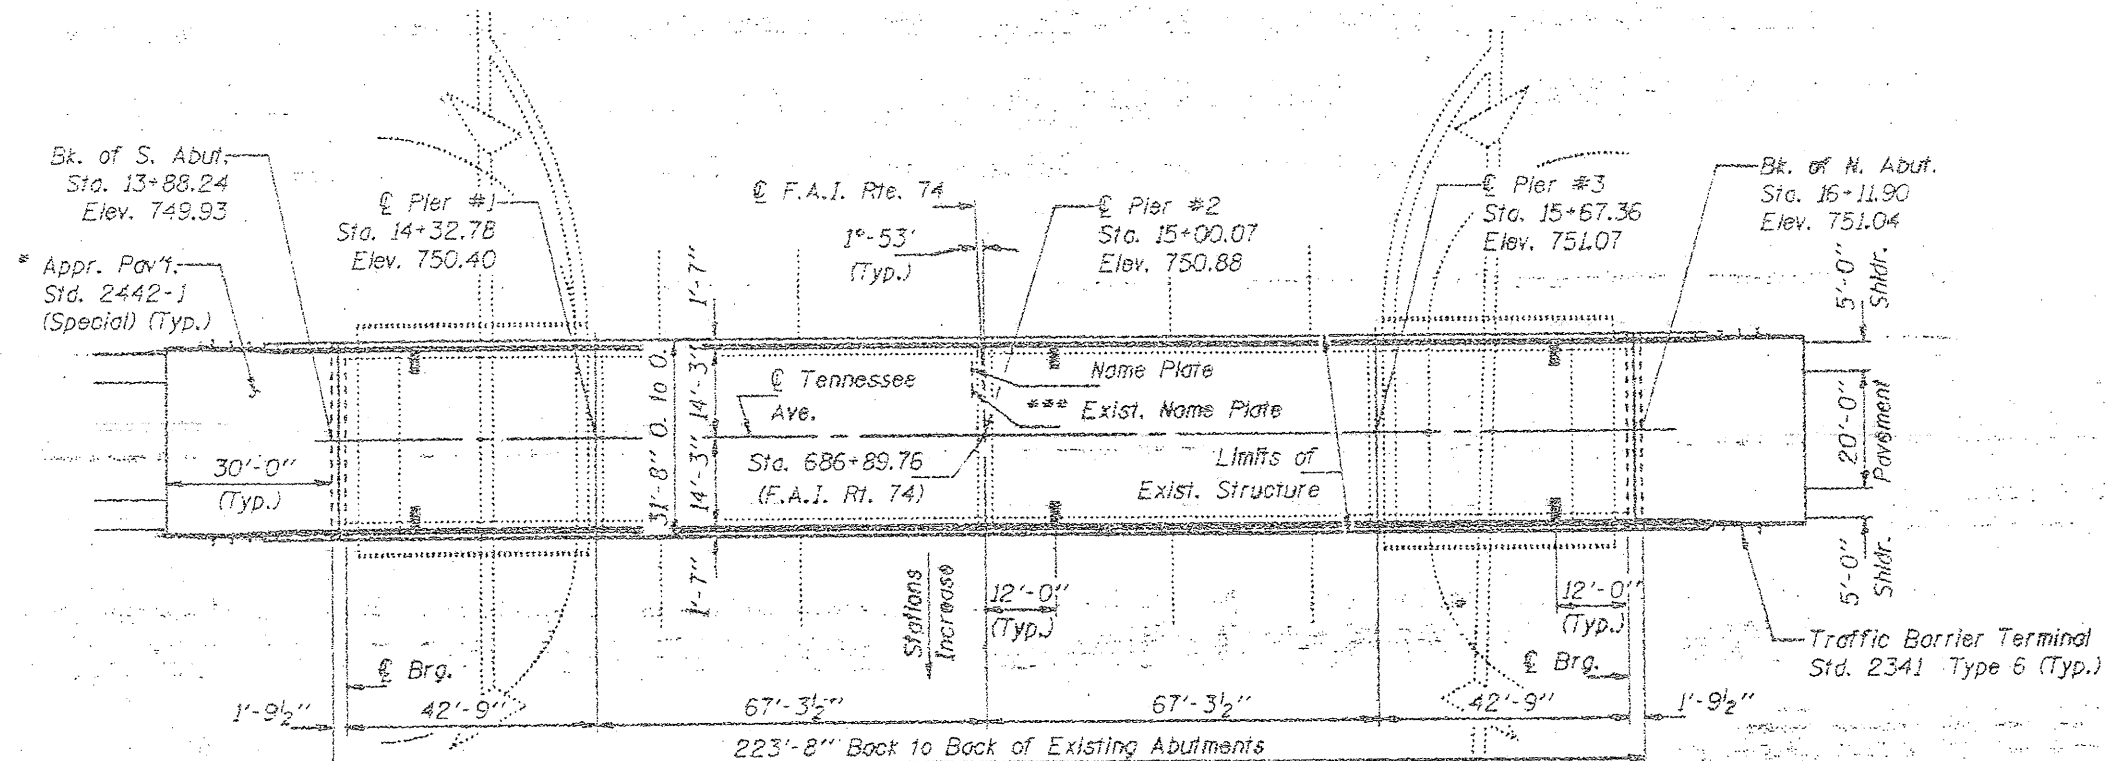 Bk. of S. Abut.
Sta. 13+88.24
Elev. 749.93
* Appr. Pav't.
Std. 2442-1
(Special) (Typ.)
℄ Pier #1
Sta. 14+32.78
Elev. 750.40
℄ F.A.I. Rte. 74
1°-53'
(Typ.)
℄ Pier #2
Sta. 15+00.07
Elev. 750.88
℄ Pier #3
Sta. 15+67.36
Elev. 751.07
Bk. of N. Abut.
Sta. 16+11.90
Elev. 751.04
1'-7"
14'-3"
14'-3"
1'-7"
31'-8" O. to O.
℄ Tennessee
Ave.
Name Plate
*** Exist. Name Plate
Sta. 686+89.76
(F.A.I. Rt. 74)
Limits of
Exist. Structure
30'-0"
(Typ.)
5'-0"
Shldr.
20'-0"
Pavement
5'-0"
Shldr.
Stations
Increase
12'-0"
(Typ.)
12'-0"
(Typ.)
Traffic Barrier Terminal
Std. 2341 Type 6 (Typ.)
℄ Brg.
℄ Brg.
1'-9½"
42'-9"
67'-3½"
67'-3½"
42'-9"
1'-9½"
223'-8" Back to Back of Existing Abutments